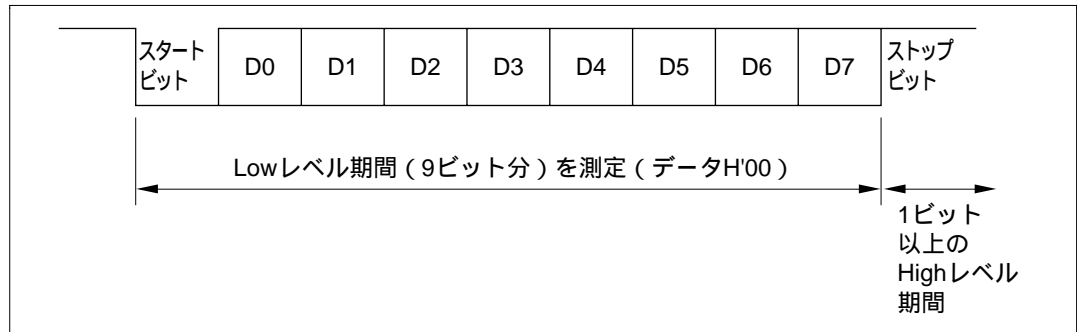 スタート
ビット
D0 D1 D2 D3 D4 D5 D6 D7
ストップ
ビット
Lowレベル期間（9ビット分）を測定（データH'00）
1ビット
以上の
Highレベル
期間